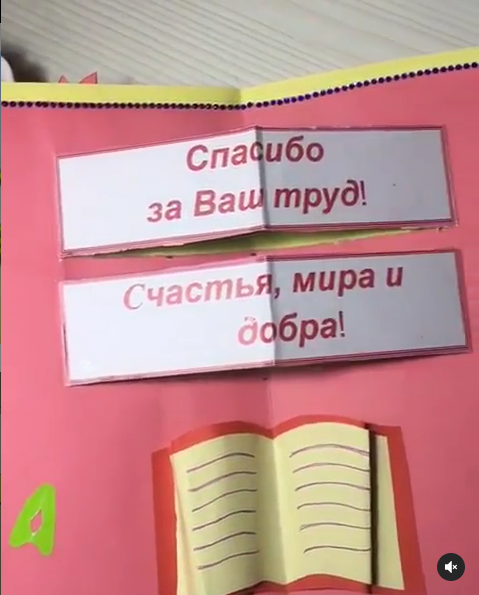 Спасибо
за Ваш труд!
Счастья, мира и
добра!
А